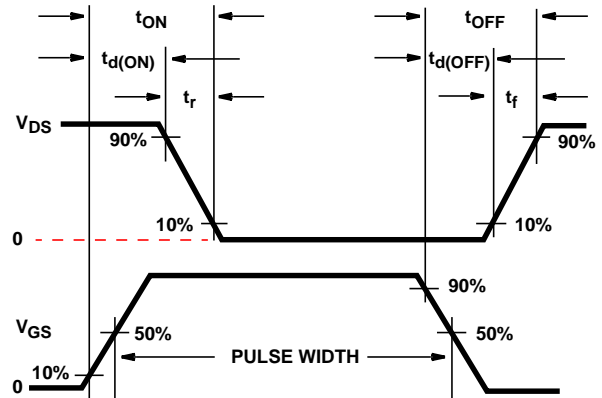 tON tOFF
td(ON) td(OFF)
tr tf
VDS
90% 90%
10% 10%
0
90%
VGS 50% 50%
PULSE WIDTH
10%
0